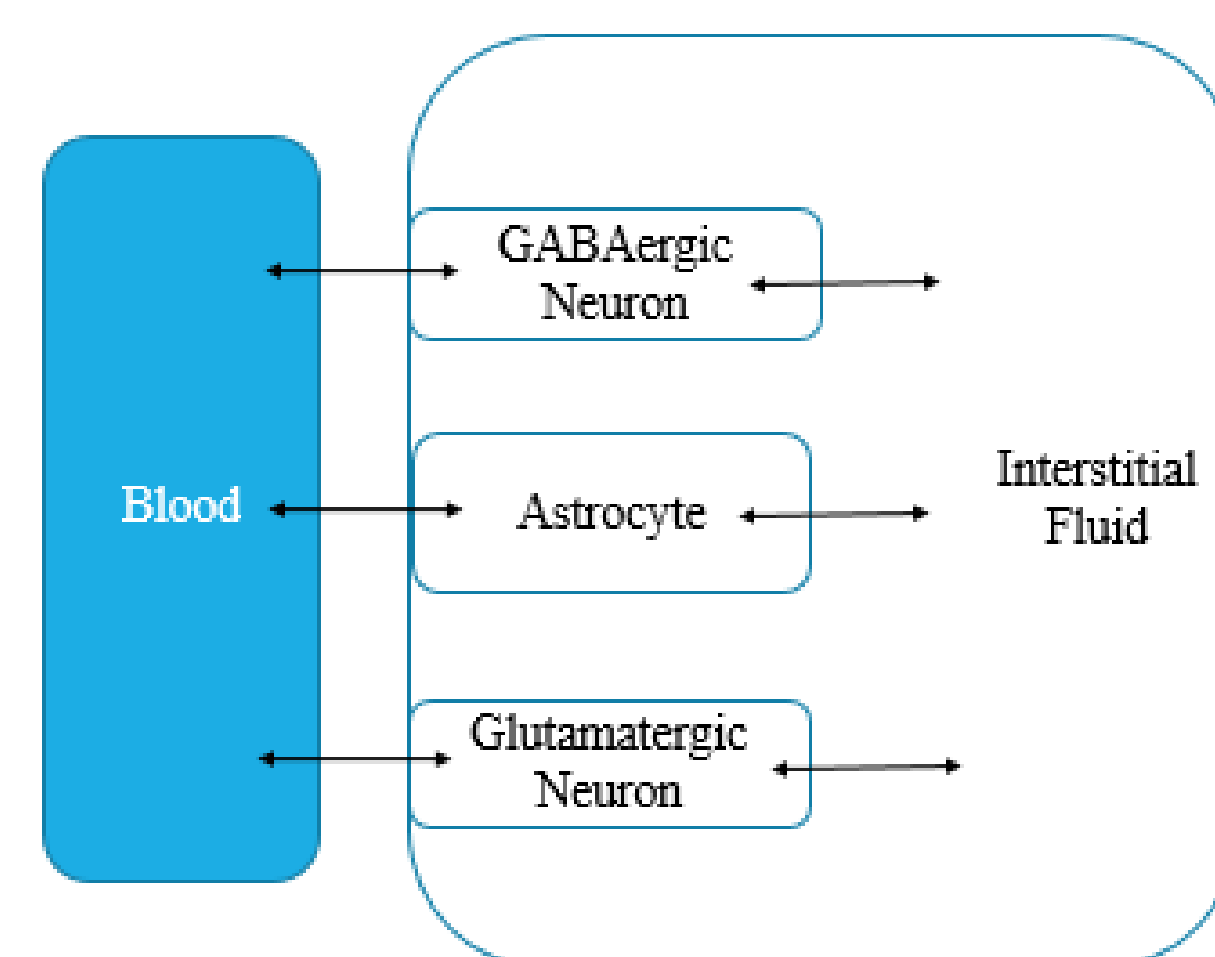 GABAergic
Neuron
Blood
Astrocyte
Interstitial
Fluid
Glutamatergic
Neuron